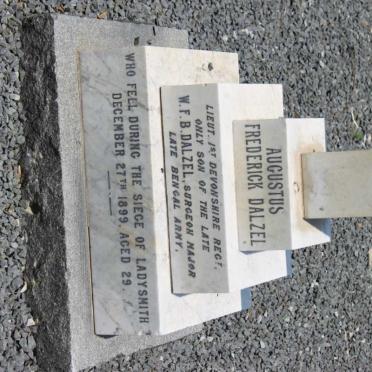 AUGUSTUS
FREDERICK DALZEL
LIEUT. 1ST DEVONSHIRE REGT.
ONLY SON OF THE LATE
W. F. B. DALZEL, SURGEON MAJOR
LATE BENGAL ARMY,
WHO FELL DURING THE SIEGE OF LADYSMITH
DECEMBER 27TH 1899. AGED 29.